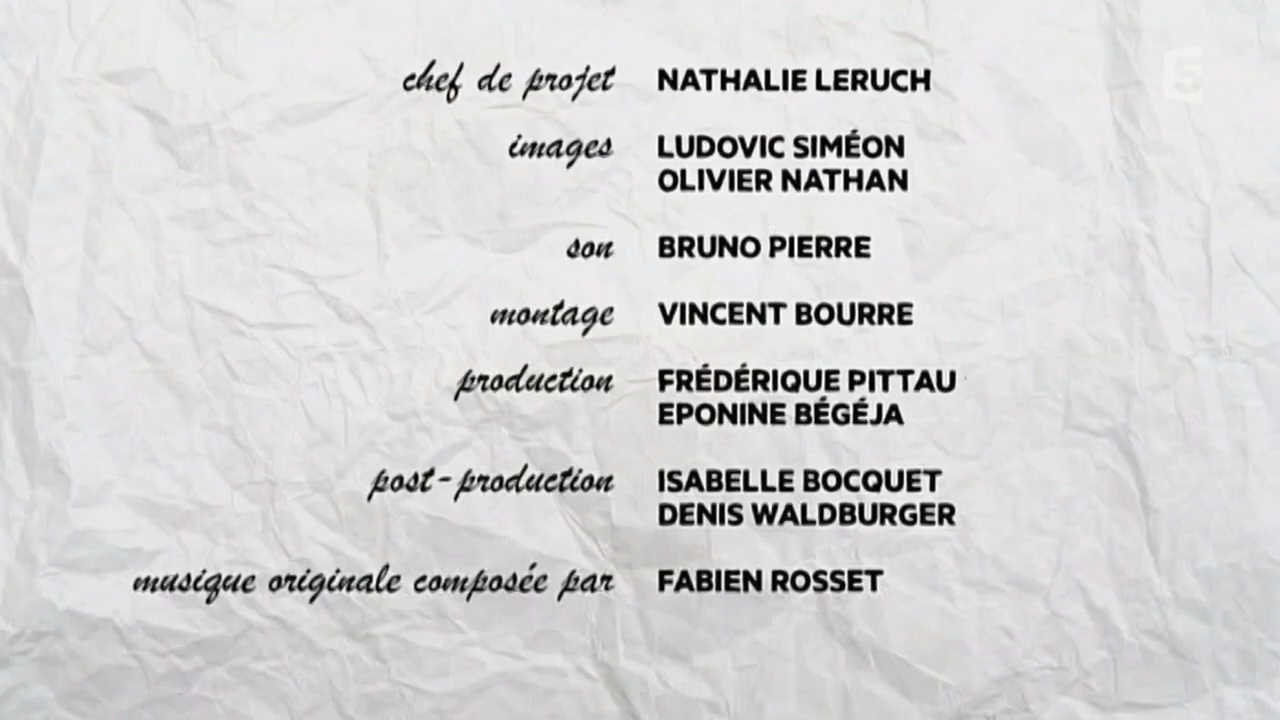 chef de projet NATHALIE LERUCH
images LUDOVIC SIMÉON
OLIVIER NATHAN
son BRUNO PIERRE
montage VINCENT BOURRE
production FRÉDÉRIQUE PITTAU
EPONINE BÉGÉJA
post-production ISABELLE BOCQUET
DENIS WALDBURGER
musique originale composée par FABIEN ROSSET
5